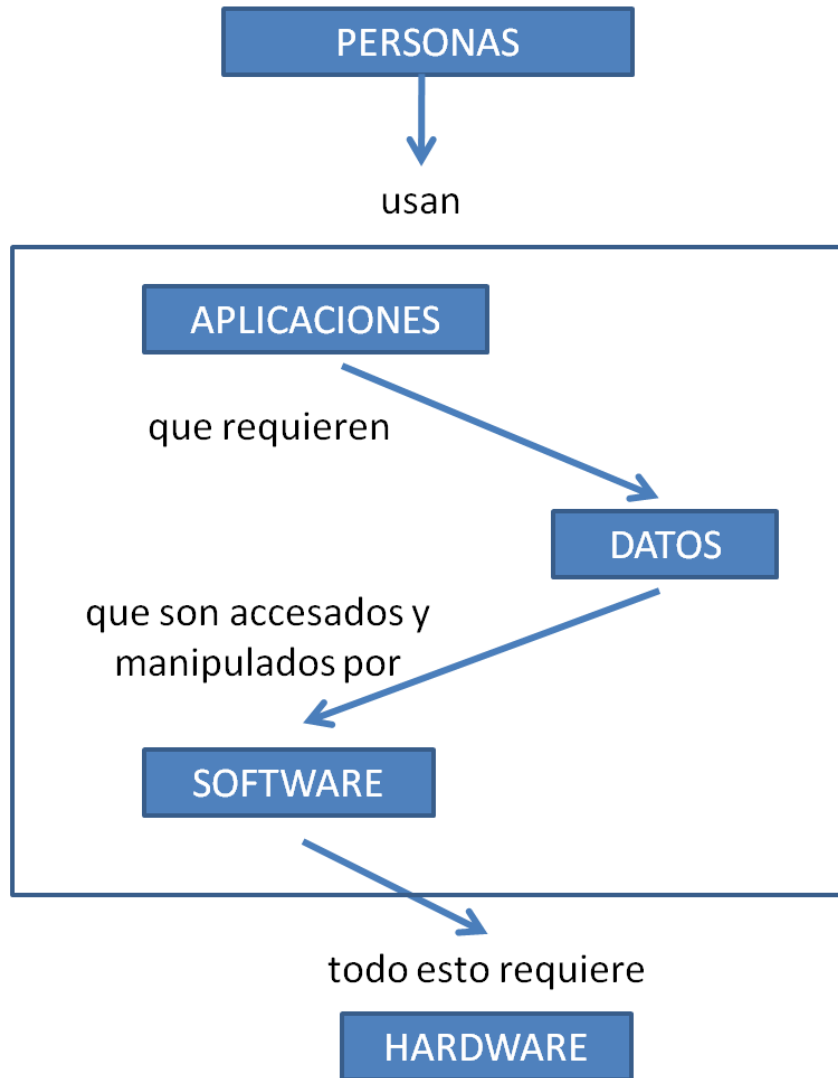 PERSONAS
usan
APLICACIONES
que requieren
DATOS
que son accesados y
manipulados por
SOFTWARE
todo esto requiere
HARDWARE